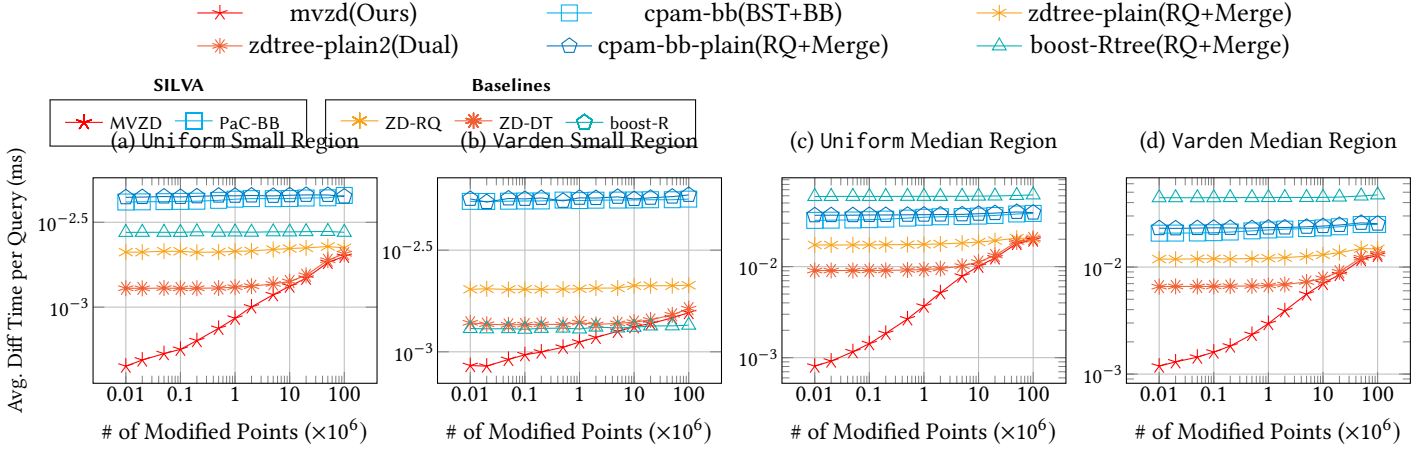 mvzd(Ours) cpam-bb(BST+BB) zdtree-plain(RQ+Merge)
zdtree-plain2(Dual) cpam-bb-plain(RQ+Merge) boost-Rtree(RQ+Merge)
SILVA Baselines
MVZD PaC-BB ZD-RQ ZD-DT boost-R
(a) Uniform Small Region (b) Varden Small Region (c) Uniform Median Region (d) Varden Median Region
Avg. Diff Time per Query (ms)
10^−2.5
10^−3
0.01 0.1 1 10 100
# of Modified Points (×10^6)
10^−2.5
10^−3
0.01 0.1 1 10 100
# of Modified Points (×10^6)
10^−2
10^−3
0.01 0.1 1 10 100
# of Modified Points (×10^6)
10^−2
10^−3
0.01 0.1 1 10 100
# of Modified Points (×10^6)